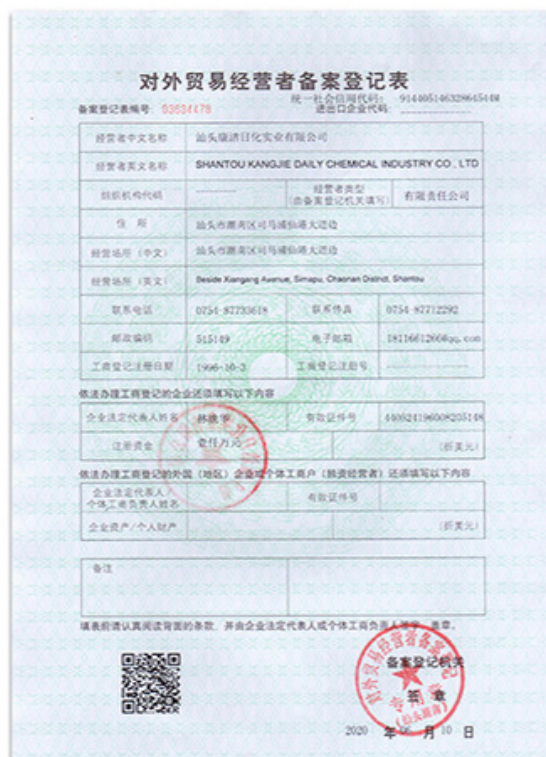 对外贸易经营者备案登记表
统一社会信用代码:
备案登记表编号: 03634478 进出口企业代码:
经营者中文名称 汕头康洁日化实业有限公司
经营者英文名称 SHANTOU KANGJIE DAILY CHEMICAL INDUSTRY CO., LTD
组织机构代码 经营者类型 (由备案登记机关填写) 有限责任公司
住 所 汕头市潮南区司马浦仙港大道边
经营场所(中文) 汕头市潮南区司马浦仙港大道边
经营场所(英文) Beside Xiangang Avenue, Simapu, Chaonan District, Shantou
联系电话 0754-87733618 联系传真 0754-87712292
邮政编码 515149 电子邮箱
工商登记注册日期 1996-10-3 工商登记注册号
依法办理工商登记的企业还须填写以下内容
企业法定代表人姓名 有效证件号
注册资金 (折美元)
依法办理工商登记的外国(地区)企业或个体工商户(独资经营者)还须填写以下内容
企业法定代表人/ 个体工商负责人姓名 有效证件号
企业资产/个人财产 (折美元)
备注
填表前请认真阅读背面的条款,并由企业法定代表人或个体工商负责人签字、盖章。
备案登记机关
签 章
2020 年 06 月 10 日